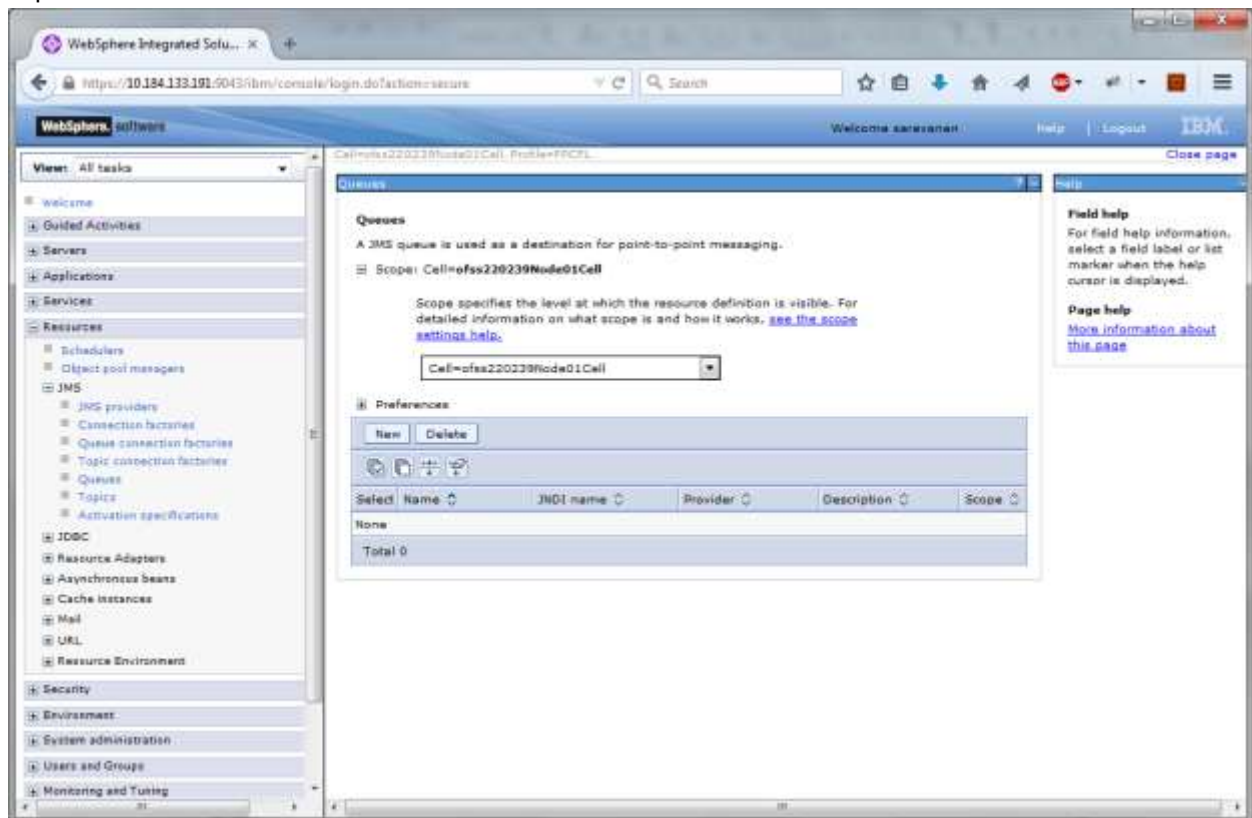 WebSphere Integrated Solu... ×
https://10.184.133.191:9043/ibm/console/login.do?action=secure
Search
WebSphere. software
Welcome saravanan
Help | Logout
IBM.
View: All tasks
Welcome
Guided Activities
Servers
Applications
Services
Resources
Schedulers
Object pool managers
JMS
JMS providers
Connection factories
Queue connection factories
Topic connection factories
Queues
Topics
Activation specifications
JDBC
Resource Adapters
Asynchronous beans
Cache instances
Mail
URL
Resource Environment
Security
Environment
System administration
Users and Groups
Monitoring and Tuning
Close page
Queues
Queues
A JMS queue is used as a destination for point-to-point messaging.
Scope: Cell=ofss220239Node01Cell
Scope specifies the level at which the resource definition is visible. For
detailed information on what scope is and how it works, see the scope
settings help.
Cell=ofss220239Node01Cell
Preferences
New Delete
Select Name JNDI name Provider Description Scope
None
Total 0
Help
Field help
For field help information,
select a field label or list
marker when the help
cursor is displayed.
Page help
More information about
this page